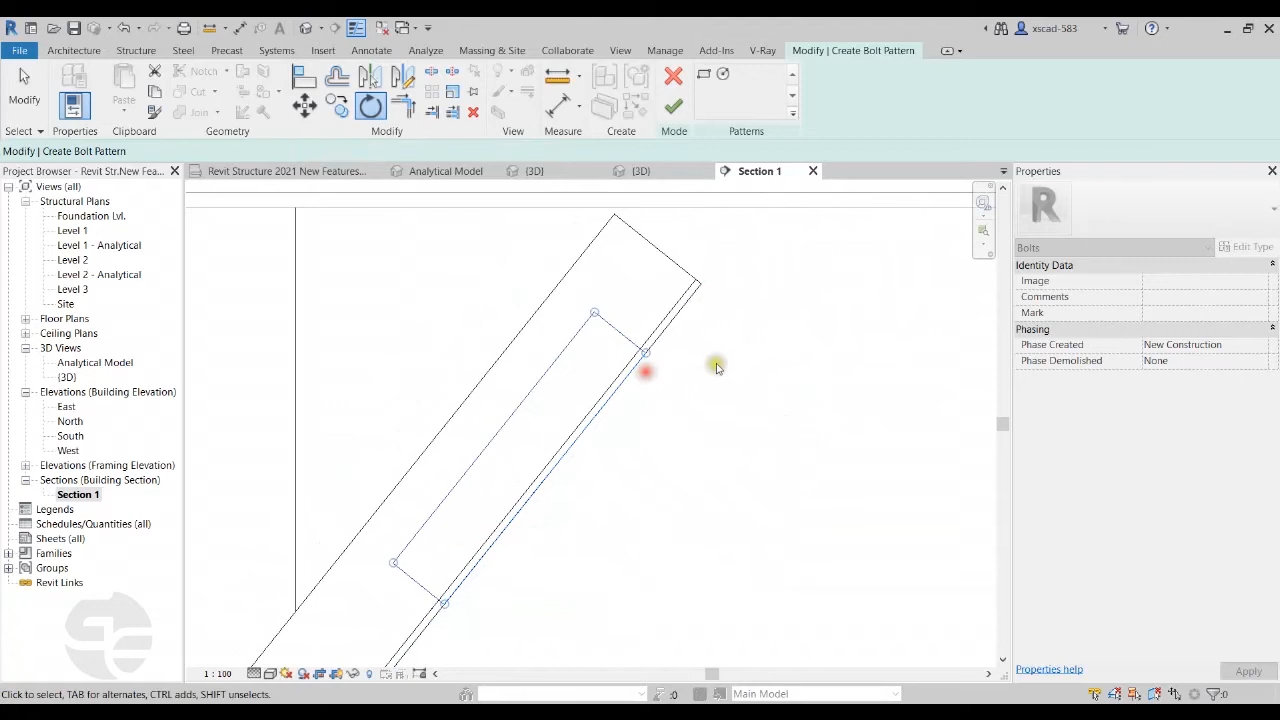 xscad-583
File Architecture Structure Steel Precast Systems Insert Annotate Analyze Massing & Site Collaborate View Manage Add-Ins V-Ray Modify | Create Bolt Pattern
Modify Paste Notch Cut Join
Select Properties Clipboard Geometry Modify View Measure Create Mode Patterns
Modify | Create Bolt Pattern
Project Browser - Revit Str.New Fea...
Revit Structure 2021 New Features...
Analytical Model
{3D}
{3D}
Section 1
Properties
Views (all)
Structural Plans
Foundation Lvl.
Level 1
Level 1 - Analytical
Level 2
Level 2 - Analytical
Level 3
Site
Floor Plans
Ceiling Plans
3D Views
Analytical Model
{3D}
Elevations (Building Elevation)
East
North
South
West
Elevations (Framing Elevation)
Sections (Building Section)
Section 1
Legends
Schedules/Quantities (all)
Sheets (all)
Families
Groups
Revit Links
Bolts
Edit Type
Identity Data
Image
Comments
Mark
Phasing
Phase Created New Construction
Phase Demolished None
Properties help
Apply
1 : 100
Click to select, TAB for alternates, CTRL adds, SHIFT unselects.
:0
Main Model
:0